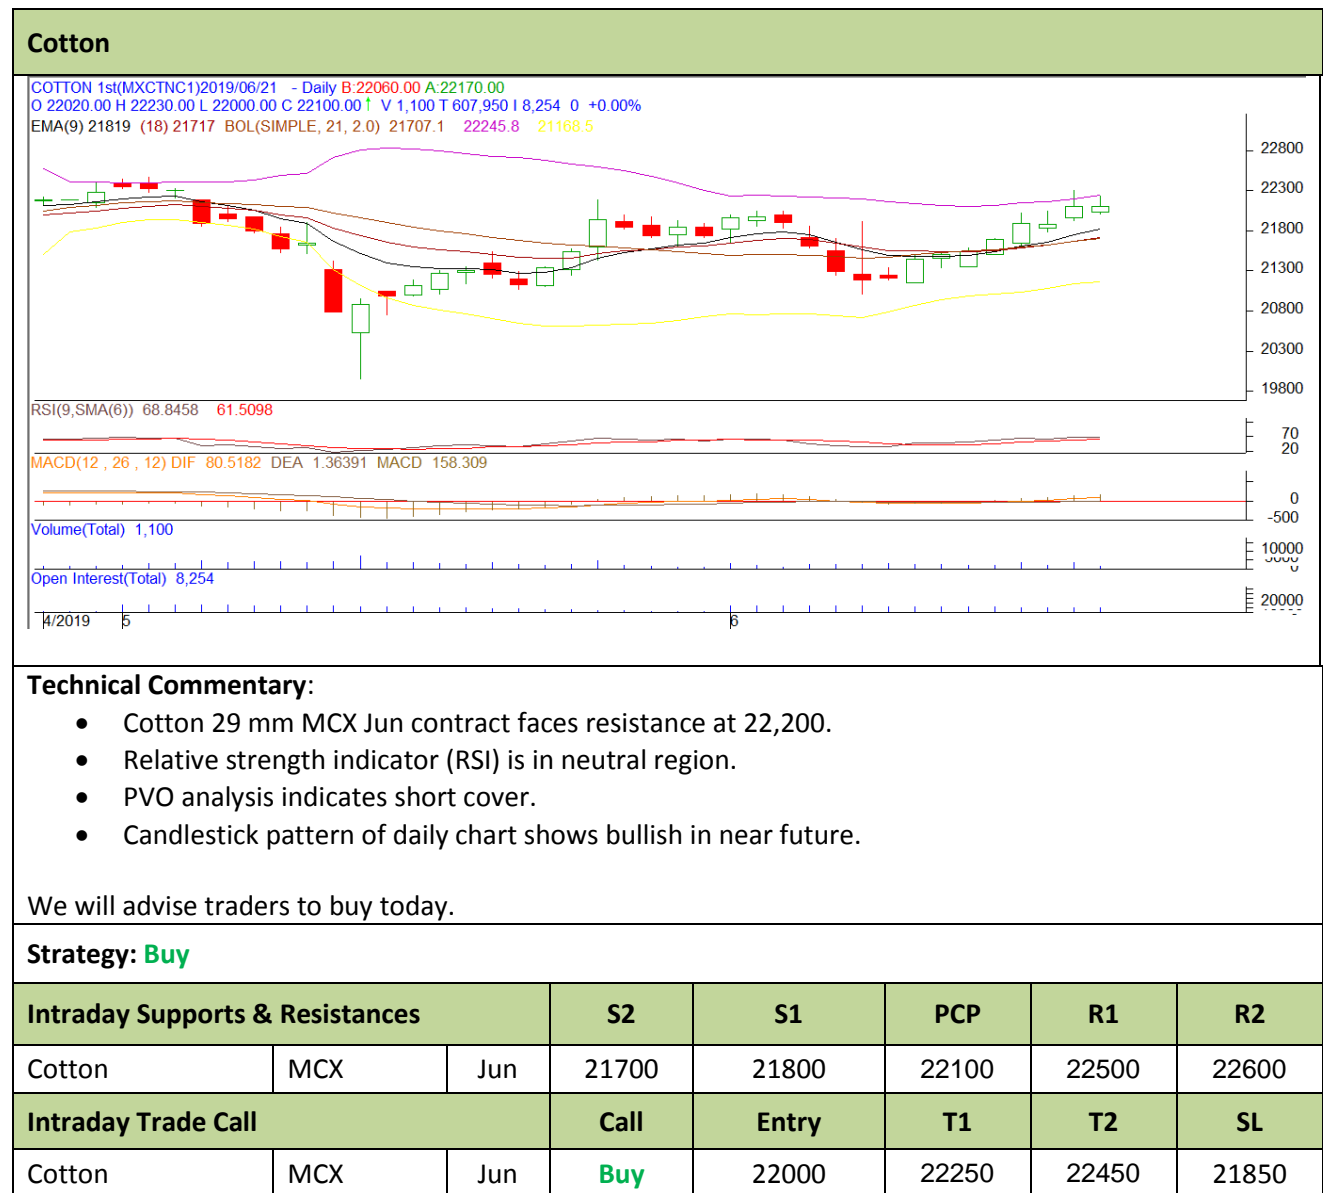 Cotton
COTTON 1st(MXCTNC1)2019/06/21 - Daily B:22060.00 A:22170.00
O 22020.00 H 22230.00 L 22000.00 C 22100.00 ↑ V 1,100 T 607,950 I 8,254 0 +0.00%
EMA(9) 21819 (18) 21717 BOL(SIMPLE, 21, 2.0) 21707.1 22245.8 21168.5
22800
22300
21800
21300
20800
20300
19800
RSI(9,SMA(6)) 68.8458 61.5098
70
20
MACD(12 , 26 , 12) DIF 80.5182 DEA 1.36391 MACD 158.309
0
-500
Volume(Total) 1,100
10000
Open Interest(Total) 8,254
20000
4/2019 5 6
Technical Commentary:
• Cotton 29 mm MCX Jun contract faces resistance at 22,200.
• Relative strength indicator (RSI) is in neutral region.
• PVO analysis indicates short cover.
• Candlestick pattern of daily chart shows bullish in near future.
We will advise traders to buy today.
Strategy: Buy
Intraday Supports & Resistances S2 S1 PCP R1 R2
Cotton MCX Jun 21700 21800 22100 22500 22600
Intraday Trade Call Call Entry T1 T2 SL
Cotton MCX Jun Buy 22000 22250 22450 21850